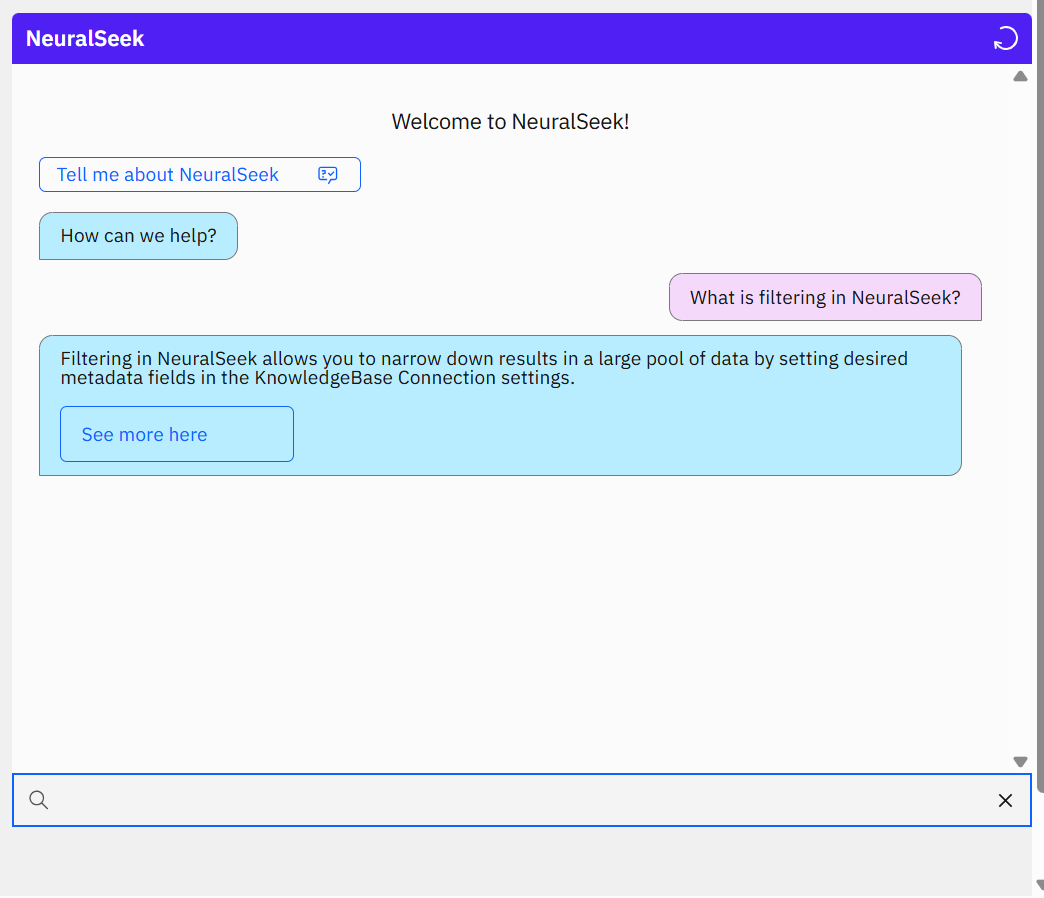 NeuralSeek
Welcome to NeuralSeek!
Tell me about NeuralSeek
How can we help?
What is filtering in NeuralSeek?
Filtering in NeuralSeek allows you to narrow down results in a large pool of data by setting desired
metadata fields in the KnowledgeBase Connection settings.
See more here